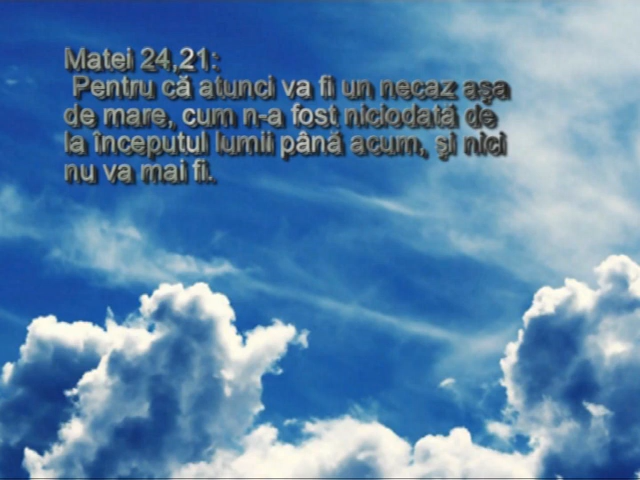 Matei 24,21:
Pentru că atunci va fi un necaz aşa
de mare, cum n-a fost niciodată de
la începutul lumii până acum, şi nici
nu va mai fi.